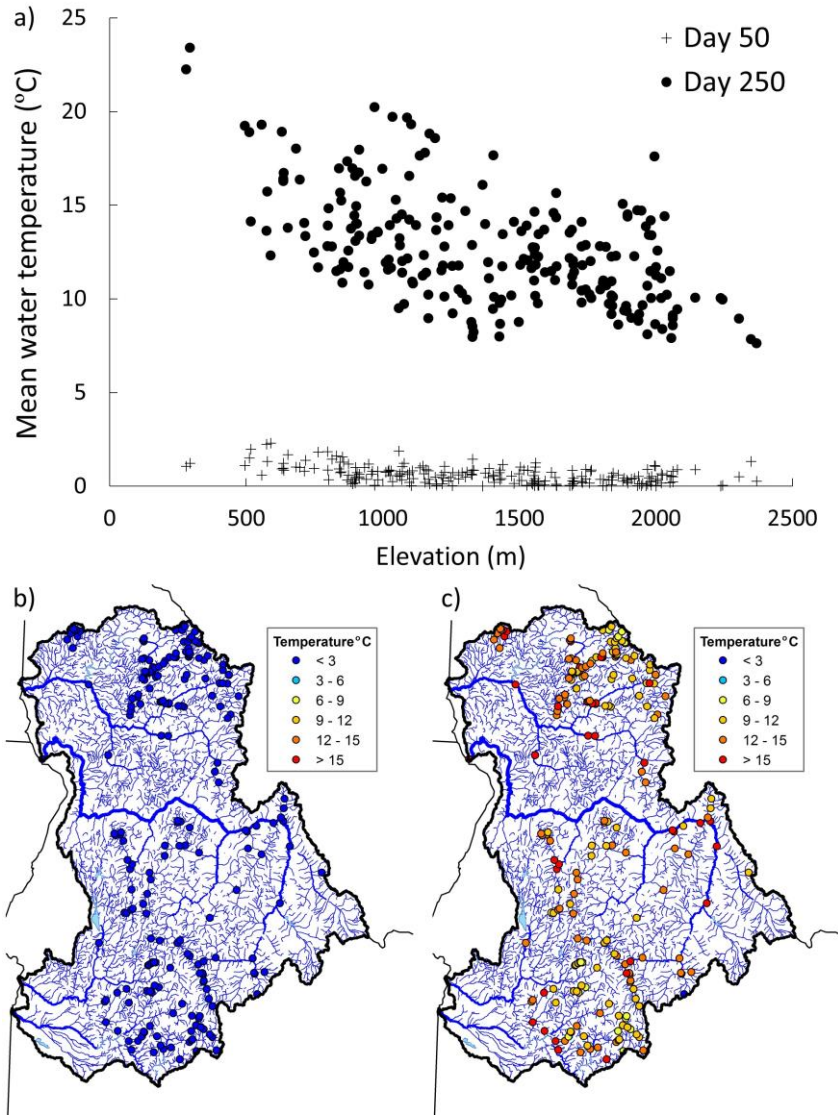 a)
25
+ Day 50
● Day 250
20
15
10
5
0
Mean water temperature (ºC)
0 500 1000 1500 2000 2500
Elevation (m)
b)
Temperature°C
< 3
3 - 6
6 - 9
9 - 12
12 - 15
> 15
c)
Temperature°C
< 3
3 - 6
6 - 9
9 - 12
12 - 15
> 15